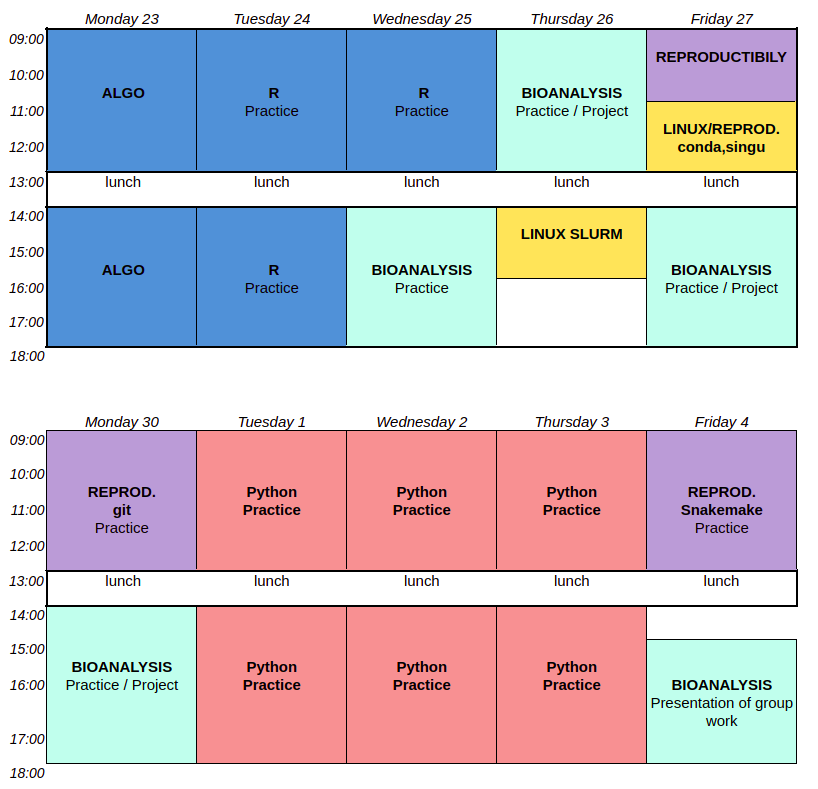 Monday 23 Tuesday 24 Wednesday 25 Thursday 26 Friday 27
09:00
REPRODUCTIBILY
10:00
ALGO R R BIOANALYSIS
11:00 Practice Practice Practice / Project
LINUX/REPROD.
12:00 conda,singu
13:00 lunch lunch lunch lunch lunch
14:00
LINUX SLURM
15:00
ALGO R BIOANALYSIS BIOANALYSIS
16:00 Practice Practice Practice / Project
17:00
18:00
Monday 30 Tuesday 1 Wednesday 2 Thursday 3 Friday 4
09:00
10:00
REPROD. Python Python Python REPROD.
11:00 git Practice Practice Practice Snakemake
Practice Practice
12:00
13:00 lunch lunch lunch lunch lunch
14:00
15:00
BIOANALYSIS Python Python Python
16:00 Practice / Project Practice Practice Practice BIOANALYSIS
Presentation of group
work
17:00
18:00